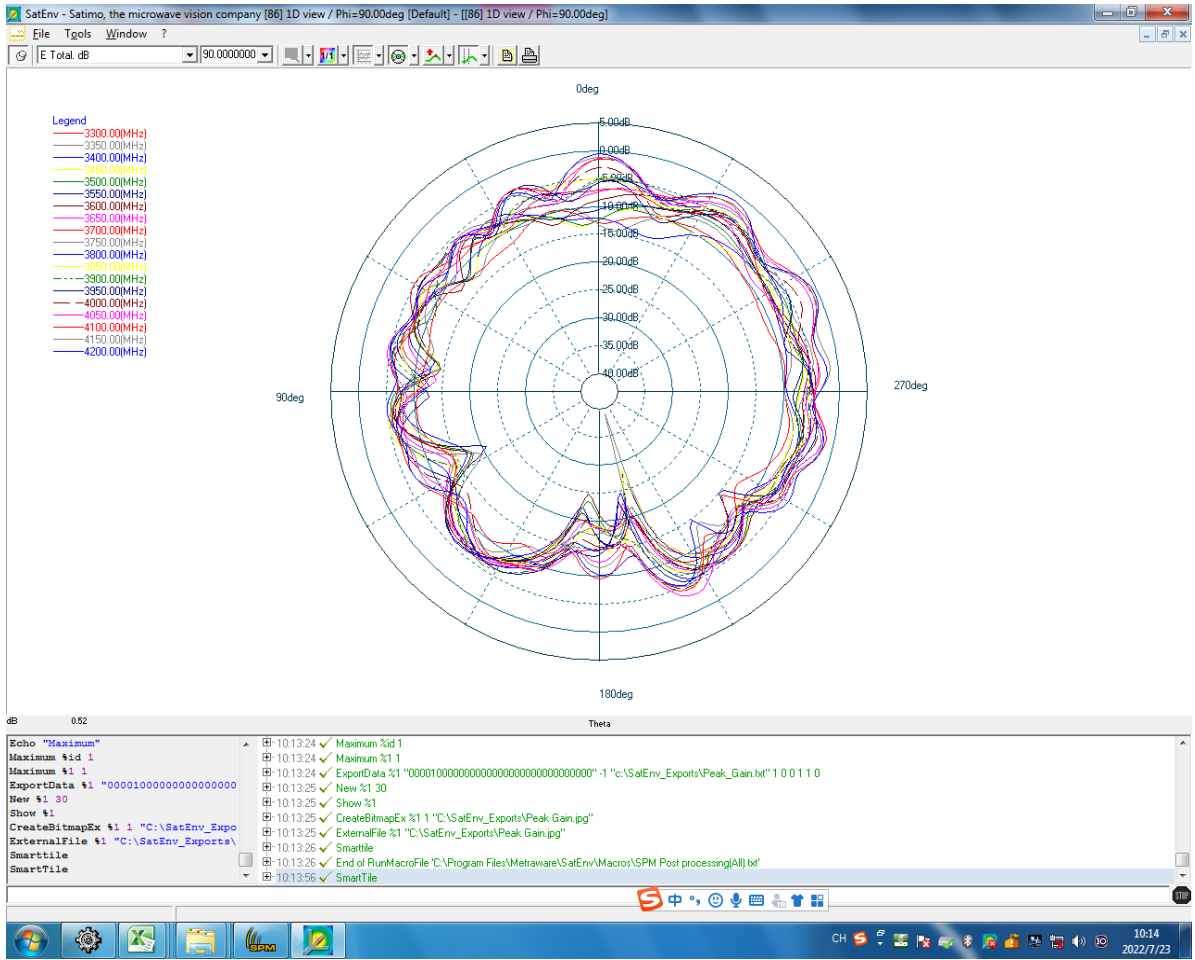 SatEnv - Satimo, the microwave vision company [86] 1D view / Phi=90.00deg [Default] - [[86] 1D view / Phi=90.00deg]
File Tools Window ?
E Total. dB 90.0000000 1/1
0deg
Legend
3300.00(MHz)
3350.00(MHz)
3400.00(MHz)
3450.00(MHz)
3500.00(MHz)
3550.00(MHz)
3600.00(MHz)
3650.00(MHz)
3700.00(MHz)
3750.00(MHz)
3800.00(MHz)
3850.00(MHz)
3900.00(MHz)
3950.00(MHz)
4000.00(MHz)
4050.00(MHz)
4100.00(MHz)
4150.00(MHz)
4200.00(MHz)
5.00dB
0.00dB
-5.00dB
-10.00dB
-15.00dB
-20.00dB
-25.00dB
-30.00dB
-35.00dB
-40.00dB
90deg
270deg
180deg
dB 0.52 Theta
Echo "Maximum"
Maximum %id 1
Maximum %1 1
ExportData %1 "00001000000000000000
New %1 30
Show %1
CreateBitmapEx %1 1 "C:\SatEnv_Expo
ExternalFile %1 "C:\SatEnv_Exports\
Smarttile
SmartTile
10:13:24 Maximum %id 1
10:13:24 Maximum %1 1
10:13:24 ExportData %1 "00001000000000000000000000000000" -1 "c:\SatEnv_Exports\Peak_Gain.txt" 1 0 0 1 1 0
10:13:25 New %1 30
10:13:25 Show %1
10:13:25 CreateBitmapEx %1 1 "C:\SatEnv_Exports\Peak Gain.jpg"
10:13:25 ExternalFile %1 "C:\SatEnv_Exports\Peak Gain.jpg"
10:13:26 Smarttile
10:13:26 End of RunMacroFile 'C:\Program Files\Metraware\SatEnv\Macros\SPM Post processing(All).txt'
10:13:56 SmartTile
STOP
S 中
SPM
CH S 10:14
2022/7/23